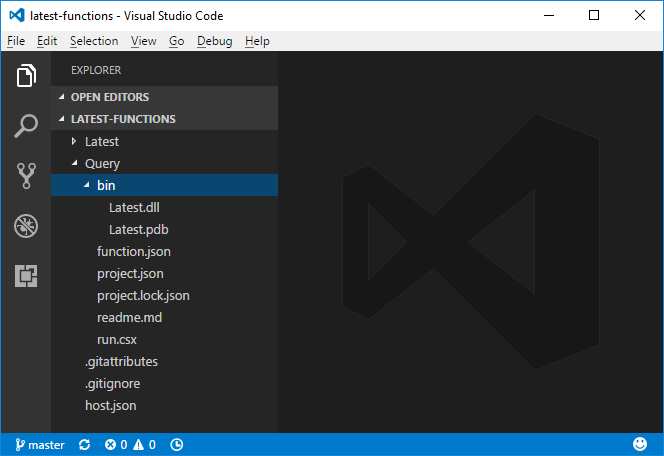 latest-functions - Visual Studio Code
File Edit Selection View Go Debug Help
EXPLORER
OPEN EDITORS
LATEST-FUNCTIONS
Latest
Query
bin
Latest.dll
Latest.pdb
function.json
project.json
project.lock.json
readme.md
run.csx
.gitattributes
.gitignore
host.json
master 0 0